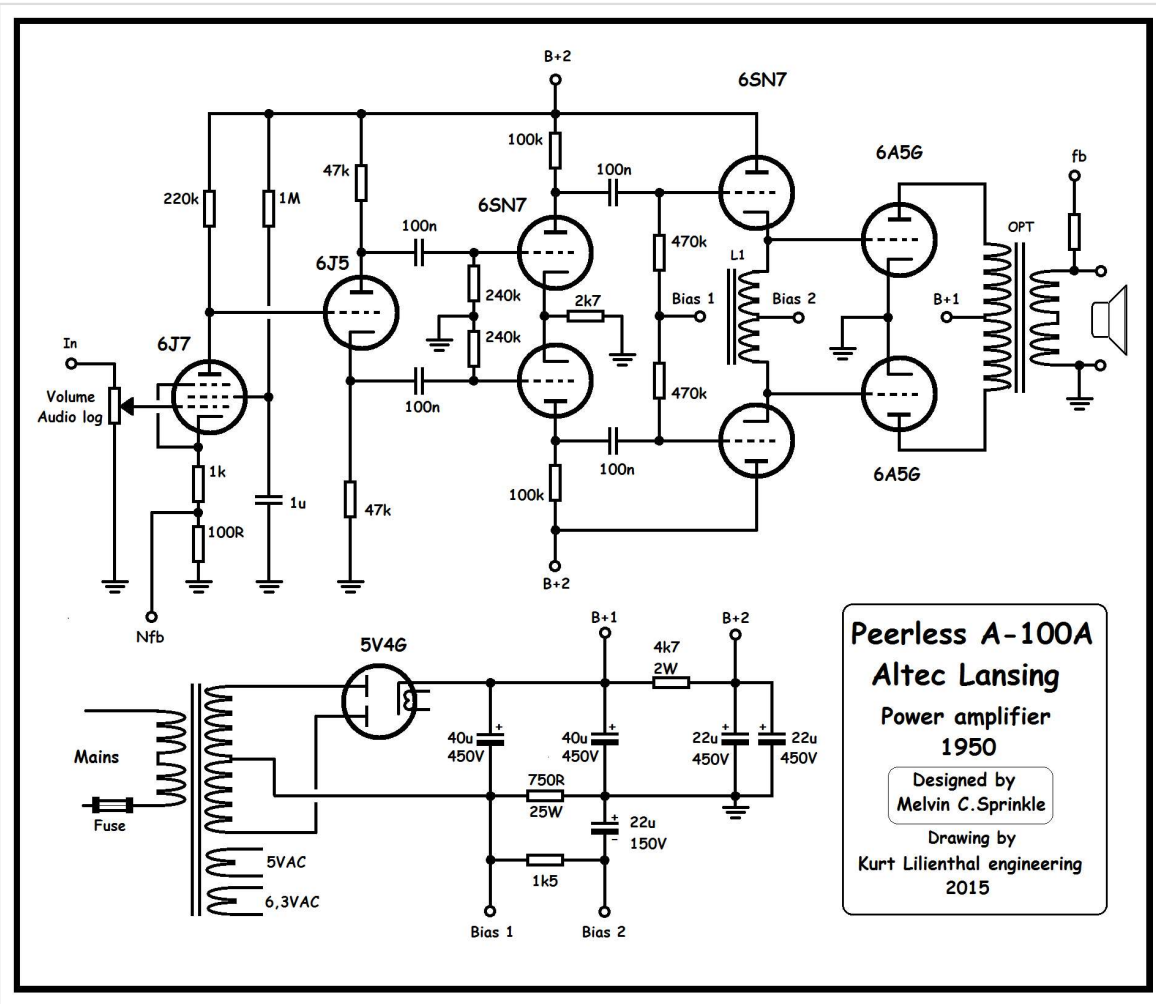 B+2
6SN7
100k
6A5G
fb
47k
100n
220k
1M
6SN7
100n
470k
OPT
6J5
L1
240k
2k7
Bias 1
Bias 2
B+1
In
6J7
240k
Volume
Audio log
100n
470k
1k
100n
6A5G
1u
47k
100k
100R
B+2
Nfb
5V4G
B+1
B+2
4k7
2W
Peerless A-100A
Altec Lansing
Power amplifier
1950
Designed by
Melvin C.Sprinkle
Drawing by
Kurt Lilienthal engineering
2015
Mains
+
40u
450V
+
40u
450V
+
22u
450V
+
22u
450V
750R
25W
Fuse
+
22u
150V
-
5VAC
1k5
6,3VAC
Bias 1
Bias 2